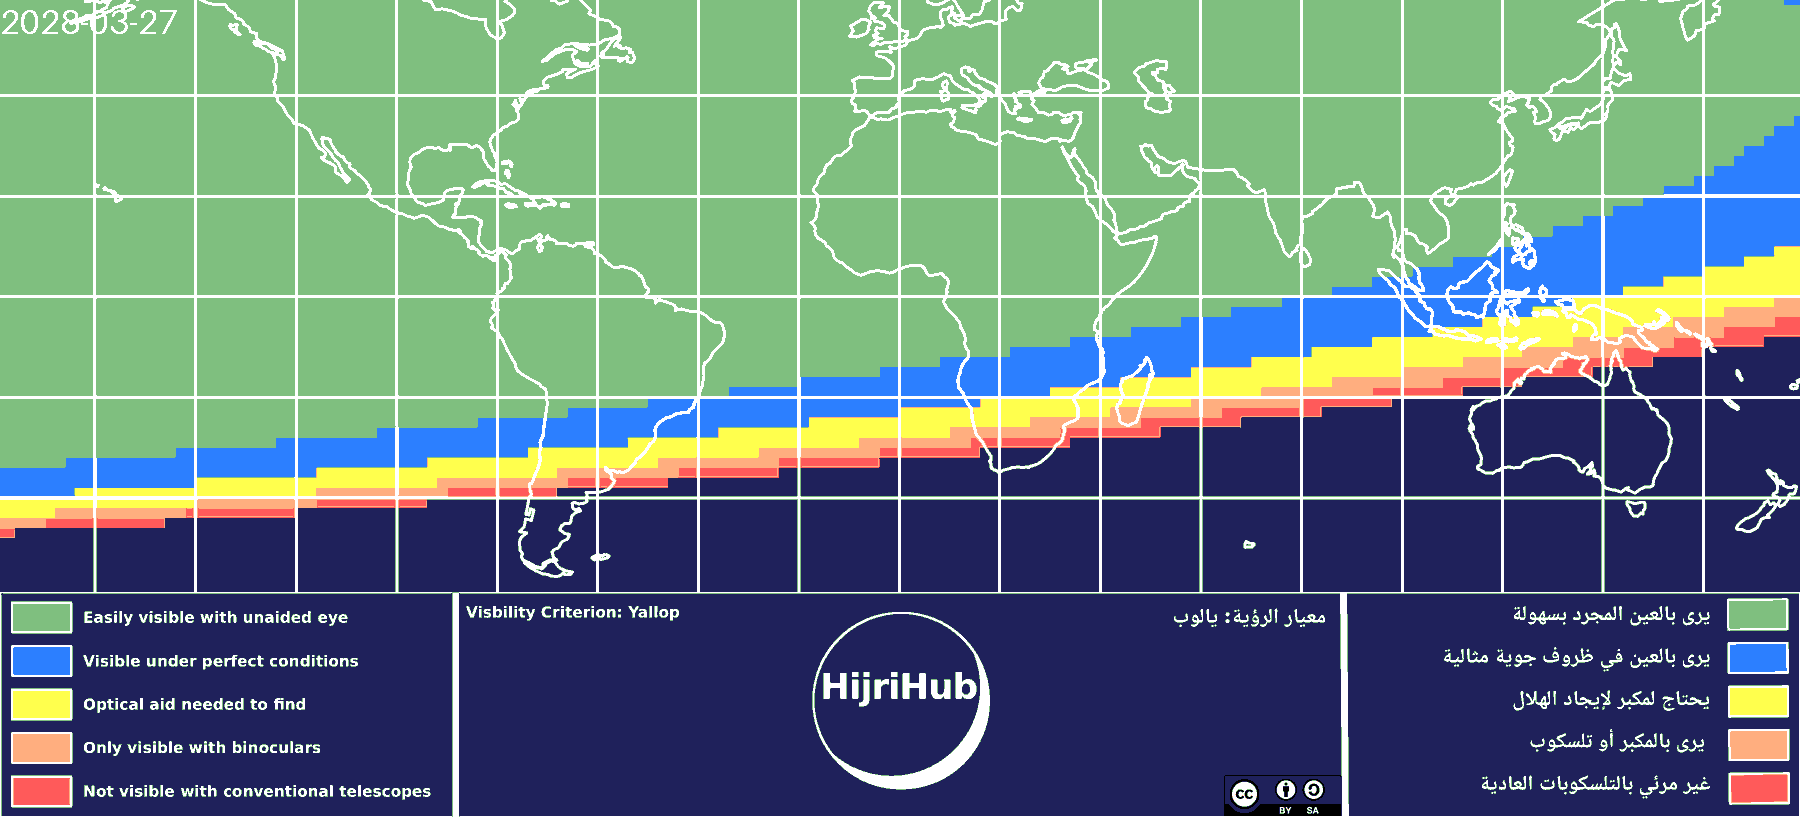 2028-03-27
Easily visible with unaided eye
Visible under perfect conditions
Optical aid needed to find
Only visible with binoculars
Not visible with conventional telescopes
Visbility Criterion: Yallop
معيار الرؤية: يالوب
HijriHub
cc
BY SA
يرى بالعين المجرد بسهولة
يرى بالعين في ظروف جوية مثالية
يحتاج لمكبر لإيجاد الهلال
يرى بالمكبر أو تلسكوب
غير مرئي بالتلسكوبات العادية